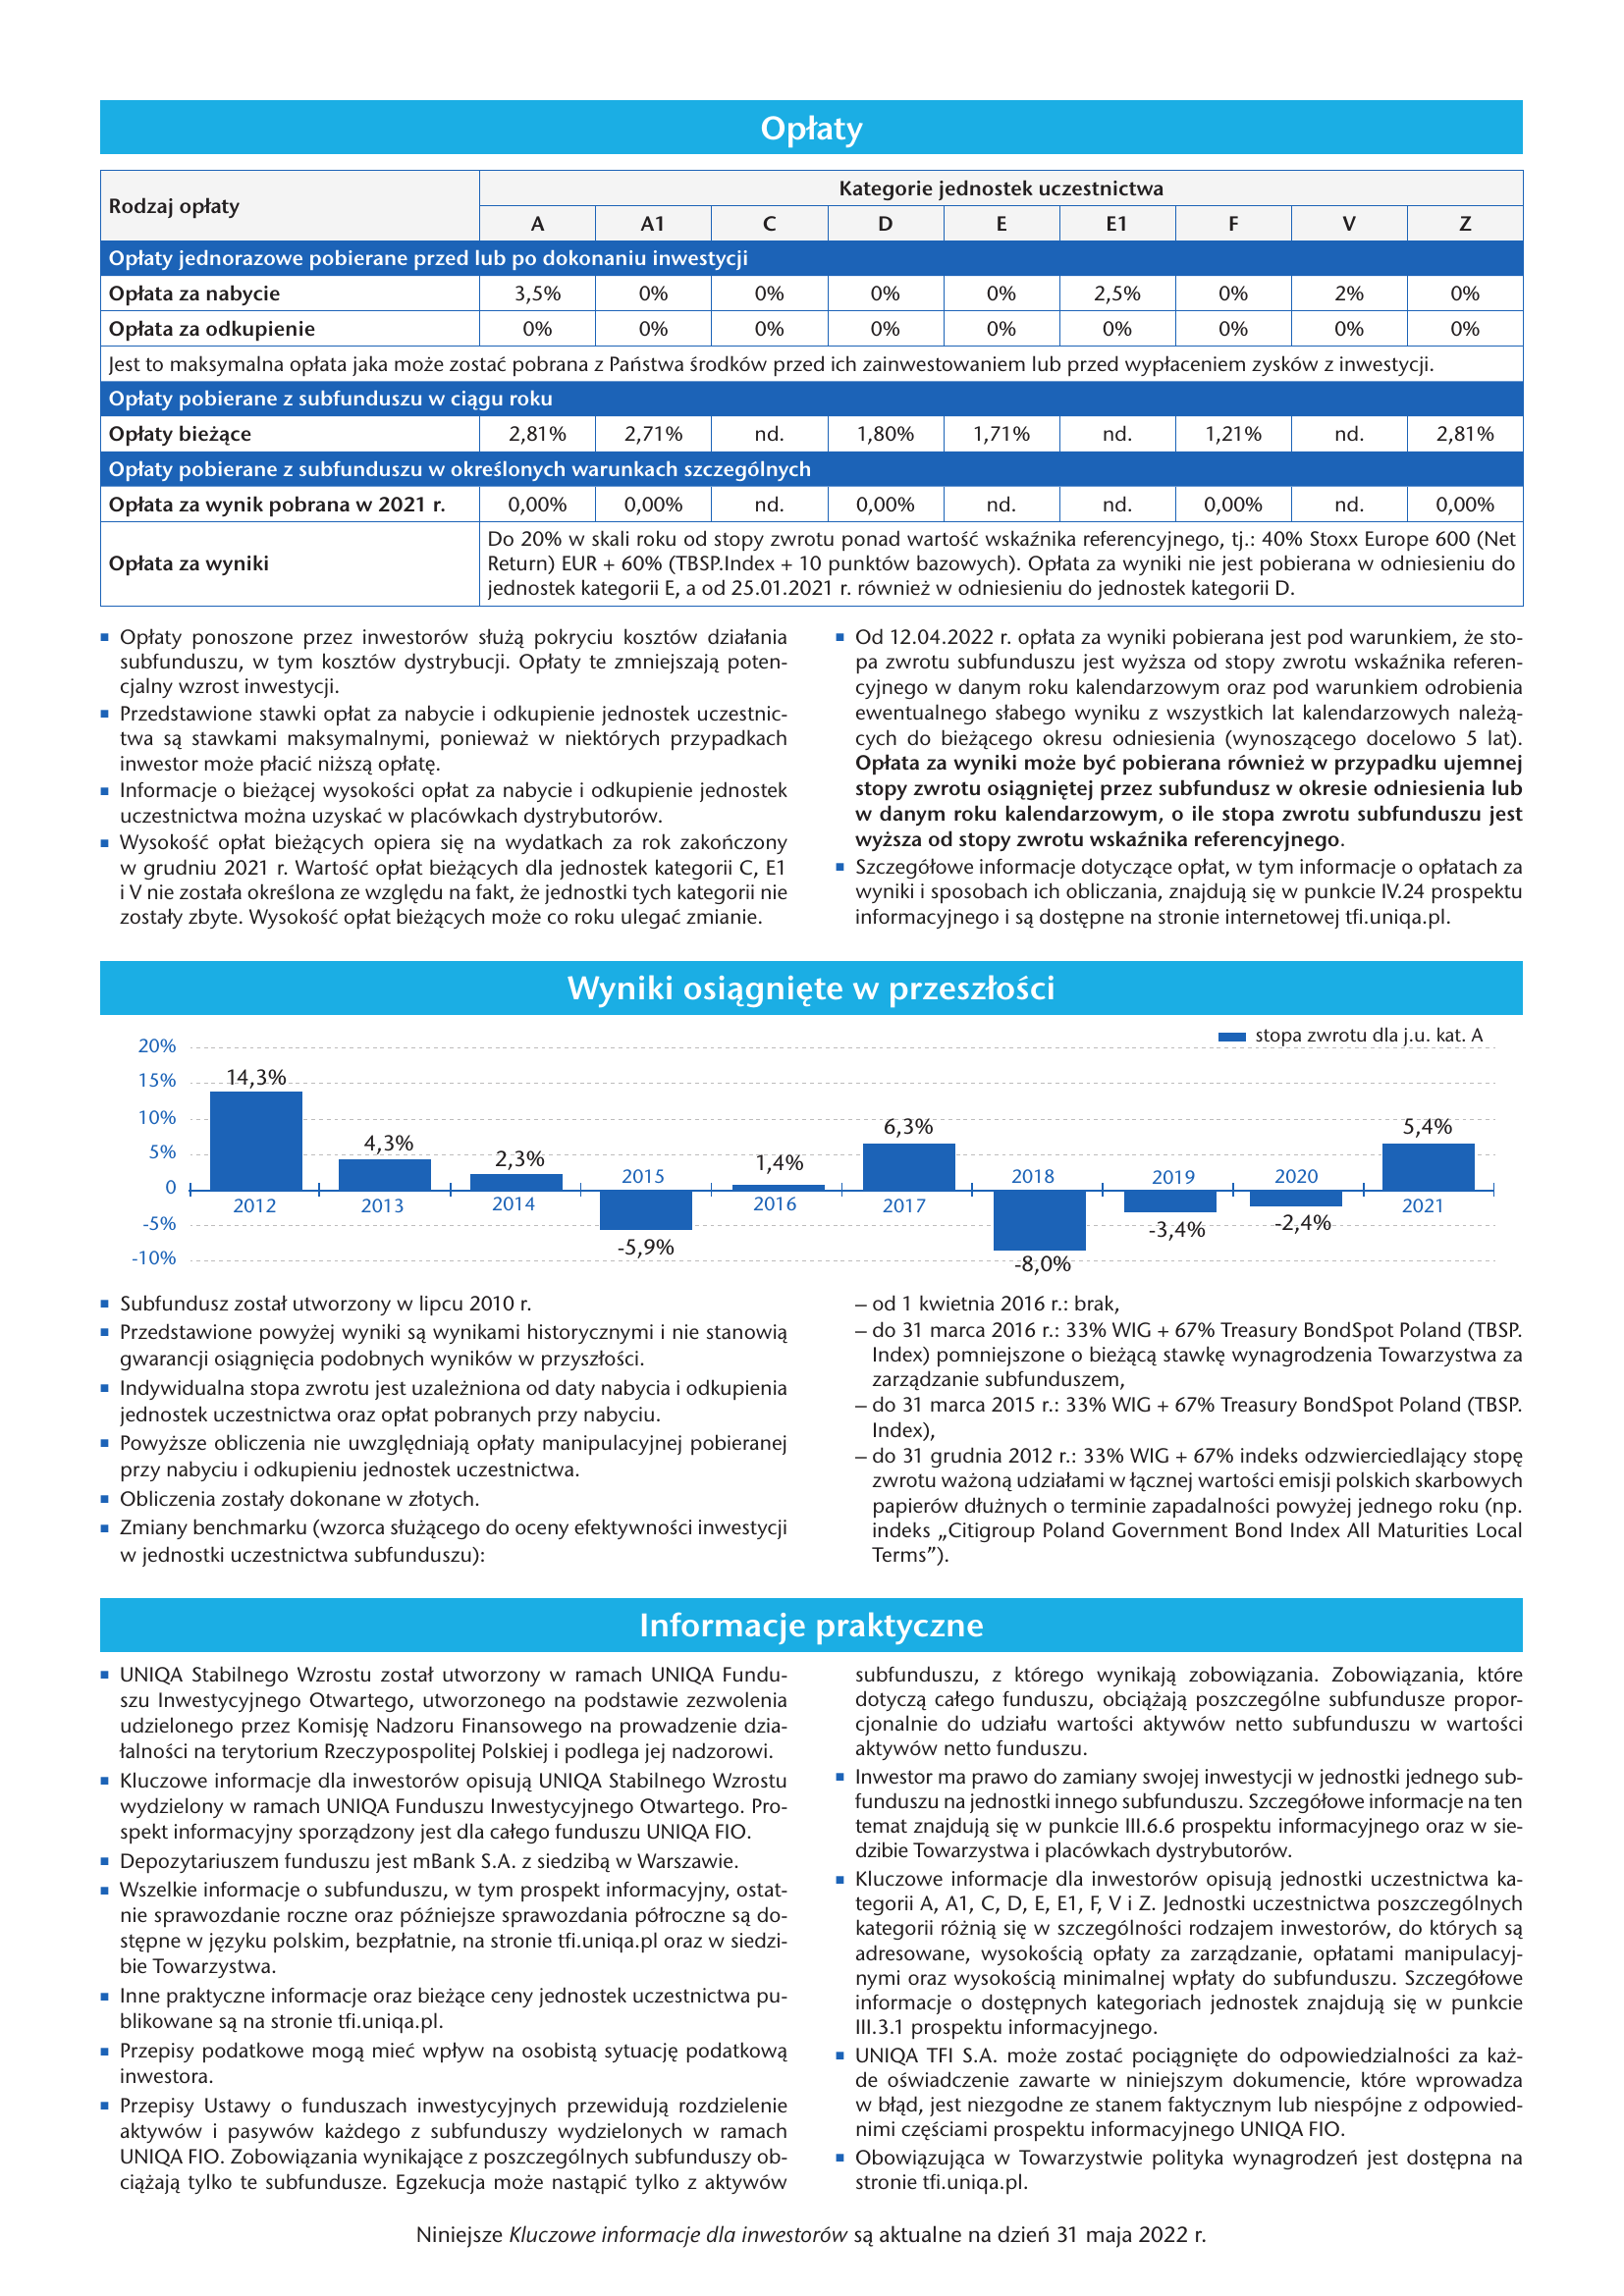 Opłaty
Rodzaj opłaty
Kategorie jednostek uczestnictwa
A A1 C D E E1 F V Z
Opłaty jednorazowe pobierane przed lub po dokonaniu inwestycji
Opłata za nabycie 3,5% 0% 0% 0% 0% 2,5% 0% 2% 0%
Opłata za odkupienie 0% 0% 0% 0% 0% 0% 0% 0% 0%
Jest to maksymalna opłata jaka może zostać pobrana z Państwa środków przed ich zainwestowaniem lub przed wypłaceniem zysków z inwestycji.
Opłaty pobierane z subfunduszu w ciągu roku
Opłaty bieżące 2,81% 2,71% nd. 1,80% 1,71% nd. 1,21% nd. 2,81%
Opłaty pobierane z subfunduszu w określonych warunkach szczególnych
Opłata za wynik pobrana w 2021 r. 0,00% 0,00% nd. 0,00% nd. nd. 0,00% nd. 0,00%
Opłata za wyniki
Do 20% w skali roku od stopy zwrotu ponad wartość wskaźnika referencyjnego, tj.: 40% Stoxx Europe 600 (Net
Return) EUR + 60% (TBSP.Index + 10 punktów bazowych). Opłata za wyniki nie jest pobierana w odniesieniu do
jednostek kategorii E, a od 25.01.2021 r. również w odniesieniu do jednostek kategorii D.
▪ Opłaty ponoszone przez inwestorów służą pokryciu kosztów działania
subfunduszu, w tym kosztów dystrybucji. Opłaty te zmniejszają poten-
cjalny wzrost inwestycji.
▪ Przedstawione stawki opłat za nabycie i odkupienie jednostek uczestnic-
twa są stawkami maksymalnymi, ponieważ w niektórych przypadkach
inwestor może płacić niższą opłatę.
▪ Informacje o bieżącej wysokości opłat za nabycie i odkupienie jednostek
uczestnictwa można uzyskać w placówkach dystrybutorów.
▪ Wysokość opłat bieżących opiera się na wydatkach za rok zakończony
w grudniu 2021 r. Wartość opłat bieżących dla jednostek kategorii C, E1
i V nie została określona ze względu na fakt, że jednostki tych kategorii nie
zostały zbyte. Wysokość opłat bieżących może co roku ulegać zmianie.
▪ Od 12.04.2022 r. opłata za wyniki pobierana jest pod warunkiem, że sto-
pa zwrotu subfunduszu jest wyższa od stopy zwrotu wskaźnika referen-
cyjnego w danym roku kalendarzowym oraz pod warunkiem odrobienia
ewentualnego słabego wyniku z wszystkich lat kalendarzowych należą-
cych do bieżącego okresu odniesienia (wynoszącego docelowo 5 lat).
Opłata za wyniki może być pobierana również w przypadku ujemnej
stopy zwrotu osiągniętej przez subfundusz w okresie odniesienia lub
w danym roku kalendarzowym, o ile stopa zwrotu subfunduszu jest
wyższa od stopy zwrotu wskaźnika referencyjnego.
▪ Szczegółowe informacje dotyczące opłat, w tym informacje o opłatach za
wyniki i sposobach ich obliczania, znajdują się w punkcie IV.24 prospektu
informacyjnego i są dostępne na stronie internetowej tfi.uniqa.pl.
Wyniki osiągnięte w przeszłości
stopa zwrotu dla j.u. kat. A
20%
15%
10%
5%
0
-5%
-10%
14,3% 4,3% 2,3% -5,9% 1,4% 6,3% -8,0% -3,4% -2,4% 5,4%
2012 2013 2014 2015 2016 2017 2018 2019 2020 2021
▪ Subfundusz został utworzony w lipcu 2010 r.
▪ Przedstawione powyżej wyniki są wynikami historycznymi i nie stanowią
gwarancji osiągnięcia podobnych wyników w przyszłości.
▪ Indywidualna stopa zwrotu jest uzależniona od daty nabycia i odkupienia
jednostek uczestnictwa oraz opłat pobranych przy nabyciu.
▪ Powyższe obliczenia nie uwzględniają opłaty manipulacyjnej pobieranej
przy nabyciu i odkupieniu jednostek uczestnictwa.
▪ Obliczenia zostały dokonane w złotych.
▪ Zmiany benchmarku (wzorca służącego do oceny efektywności inwestycji
w jednostki uczestnictwa subfunduszu):
– od 1 kwietnia 2016 r.: brak,
– do 31 marca 2016 r.: 33% WIG + 67% Treasury BondSpot Poland (TBSP.
Index) pomniejszone o bieżącą stawkę wynagrodzenia Towarzystwa za
zarządzanie subfunduszem,
– do 31 marca 2015 r.: 33% WIG + 67% Treasury BondSpot Poland (TBSP.
Index),
– do 31 grudnia 2012 r.: 33% WIG + 67% indeks odzwierciedlający stopę
zwrotu ważoną udziałami w łącznej wartości emisji polskich skarbowych
papierów dłużnych o terminie zapadalności powyżej jednego roku (np.
indeks „Citigroup Poland Government Bond Index All Maturities Local
Terms”).
Informacje praktyczne
▪ UNIQA Stabilnego Wzrostu został utworzony w ramach UNIQA Fundu-
szu Inwestycyjnego Otwartego, utworzonego na podstawie zezwolenia
udzielonego przez Komisję Nadzoru Finansowego na prowadzenie dzia-
łalności na terytorium Rzeczypospolitej Polskiej i podlega jej nadzorowi.
▪ Kluczowe informacje dla inwestorów opisują UNIQA Stabilnego Wzrostu
wydzielony w ramach UNIQA Funduszu Inwestycyjnego Otwartego. Pro-
spekt informacyjny sporządzony jest dla całego funduszu UNIQA FIO.
▪ Depozytariuszem funduszu jest mBank S.A. z siedzibą w Warszawie.
▪ Wszelkie informacje o subfunduszu, w tym prospekt informacyjny, ostat-
nie sprawozdanie roczne oraz późniejsze sprawozdania półroczne są do-
stępne w języku polskim, bezpłatnie, na stronie tfi.uniqa.pl oraz w siedzi-
bie Towarzystwa.
▪ Inne praktyczne informacje oraz bieżące ceny jednostek uczestnictwa pu-
blikowane są na stronie tfi.uniqa.pl.
▪ Przepisy podatkowe mogą mieć wpływ na osobistą sytuację podatkową
inwestora.
▪ Przepisy Ustawy o funduszach inwestycyjnych przewidują rozdzielenie
aktywów i pasywów każdego z subfunduszy wydzielonych w ramach
UNIQA FIO. Zobowiązania wynikające z poszczególnych subfunduszy ob-
ciążają tylko te subfundusze. Egzekucja może nastąpić tylko z aktywów
subfunduszu, z którego wynikają zobowiązania. Zobowiązania, które
dotyczą całego funduszu, obciążają poszczególne subfundusze propor-
cjonalnie do udziału wartości aktywów netto subfunduszu w wartości
aktywów netto funduszu.
▪ Inwestor ma prawo do zamiany swojej inwestycji w jednostki jednego sub-
funduszu na jednostki innego subfunduszu. Szczegółowe informacje na ten
temat znajdują się w punkcie III.6.6 prospektu informacyjnego oraz w sie-
dzibie Towarzystwa i placówkach dystrybutorów.
▪ Kluczowe informacje dla inwestorów opisują jednostki uczestnictwa ka-
tegorii A, A1, C, D, E, E1, F, V i Z. Jednostki uczestnictwa poszczególnych
kategorii różnią się w szczególności rodzajem inwestorów, do których są
adresowane, wysokością opłaty za zarządzanie, opłatami manipulacyj-
nymi oraz wysokością minimalnej wpłaty do subfunduszu. Szczegółowe
informacje o dostępnych kategoriach jednostek znajdują się w punkcie
III.3.1 prospektu informacyjnego.
▪ UNIQA TFI S.A. może zostać pociągnięte do odpowiedzialności za każ-
de oświadczenie zawarte w niniejszym dokumencie, które wprowadza
w błąd, jest niezgodne ze stanem faktycznym lub niespójne z odpowied-
nimi częściami prospektu informacyjnego UNIQA FIO.
▪ Obowiązująca w Towarzystwie polityka wynagrodzeń jest dostępna na
stronie tfi.uniqa.pl.
Niniejsze Kluczowe informacje dla inwestorów są aktualne na dzień 31 maja 2022 r.